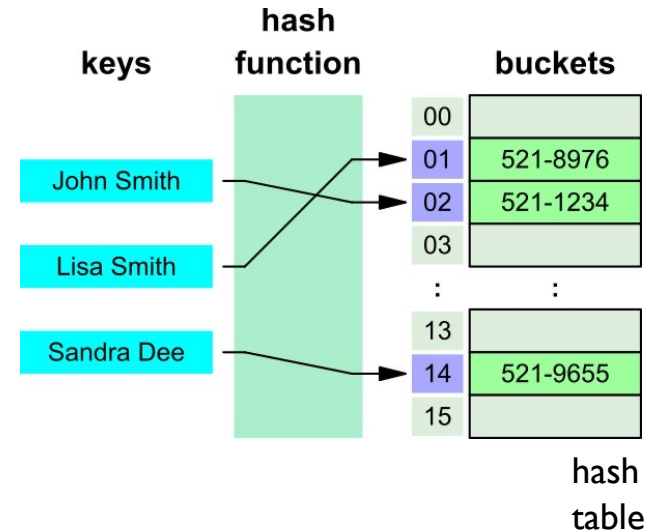 hash
keys function buckets
00
01 521-8976
John Smith
02 521-1234
03
Lisa Smith
: :
13
Sandra Dee
14 521-9655
15
hash
table